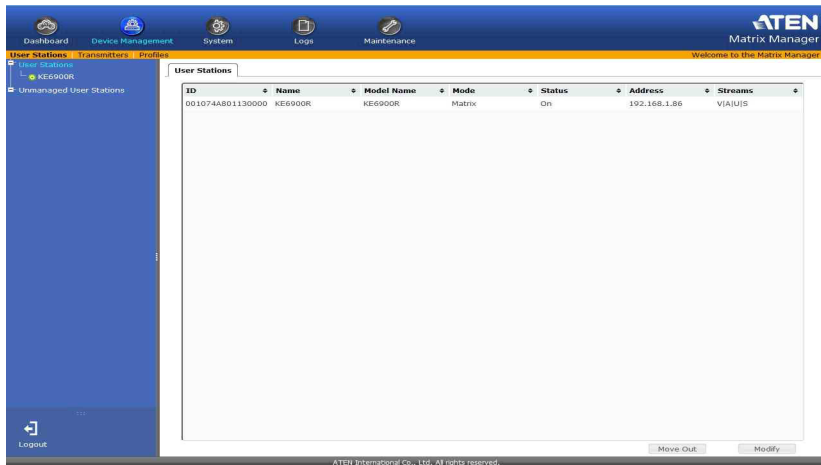 Dashboard Device Management System Logs Maintenance
ATEN
Matrix Manager
User Stations Transmitters Profiles Welcome to the Matrix Manager
User Stations
KE6900R
Unmanaged User Stations
User Stations
ID Name Model Name Mode Status Address Streams
001074A801130000 KE6900R KE6900R Matrix On 192.168.1.86 V|A|U|S
Logout
Move Out Modify
ATEN International Co., Ltd. All rights reserved.